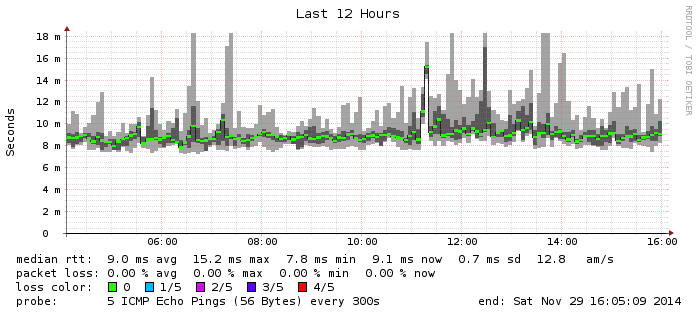 Last 12 Hours
RRDTOOL / TOBI OETIKER
Seconds
18 m
16 m
14 m
12 m
10 m
8 m
6 m
4 m
2 m
0
06:00 08:00 10:00 12:00 14:00 16:00
median rtt: 9.0 ms avg 15.2 ms max 7.8 ms min 9.1 ms now 0.7 ms sd 12.8 am/s
packet loss: 0.00 % avg 0.00 % max 0.00 % min 0.00 % now
loss color: 0 1/5 2/5 3/5 4/5
probe: 5 ICMP Echo Pings (56 Bytes) every 300s end: Sat Nov 29 16:05:09 2014